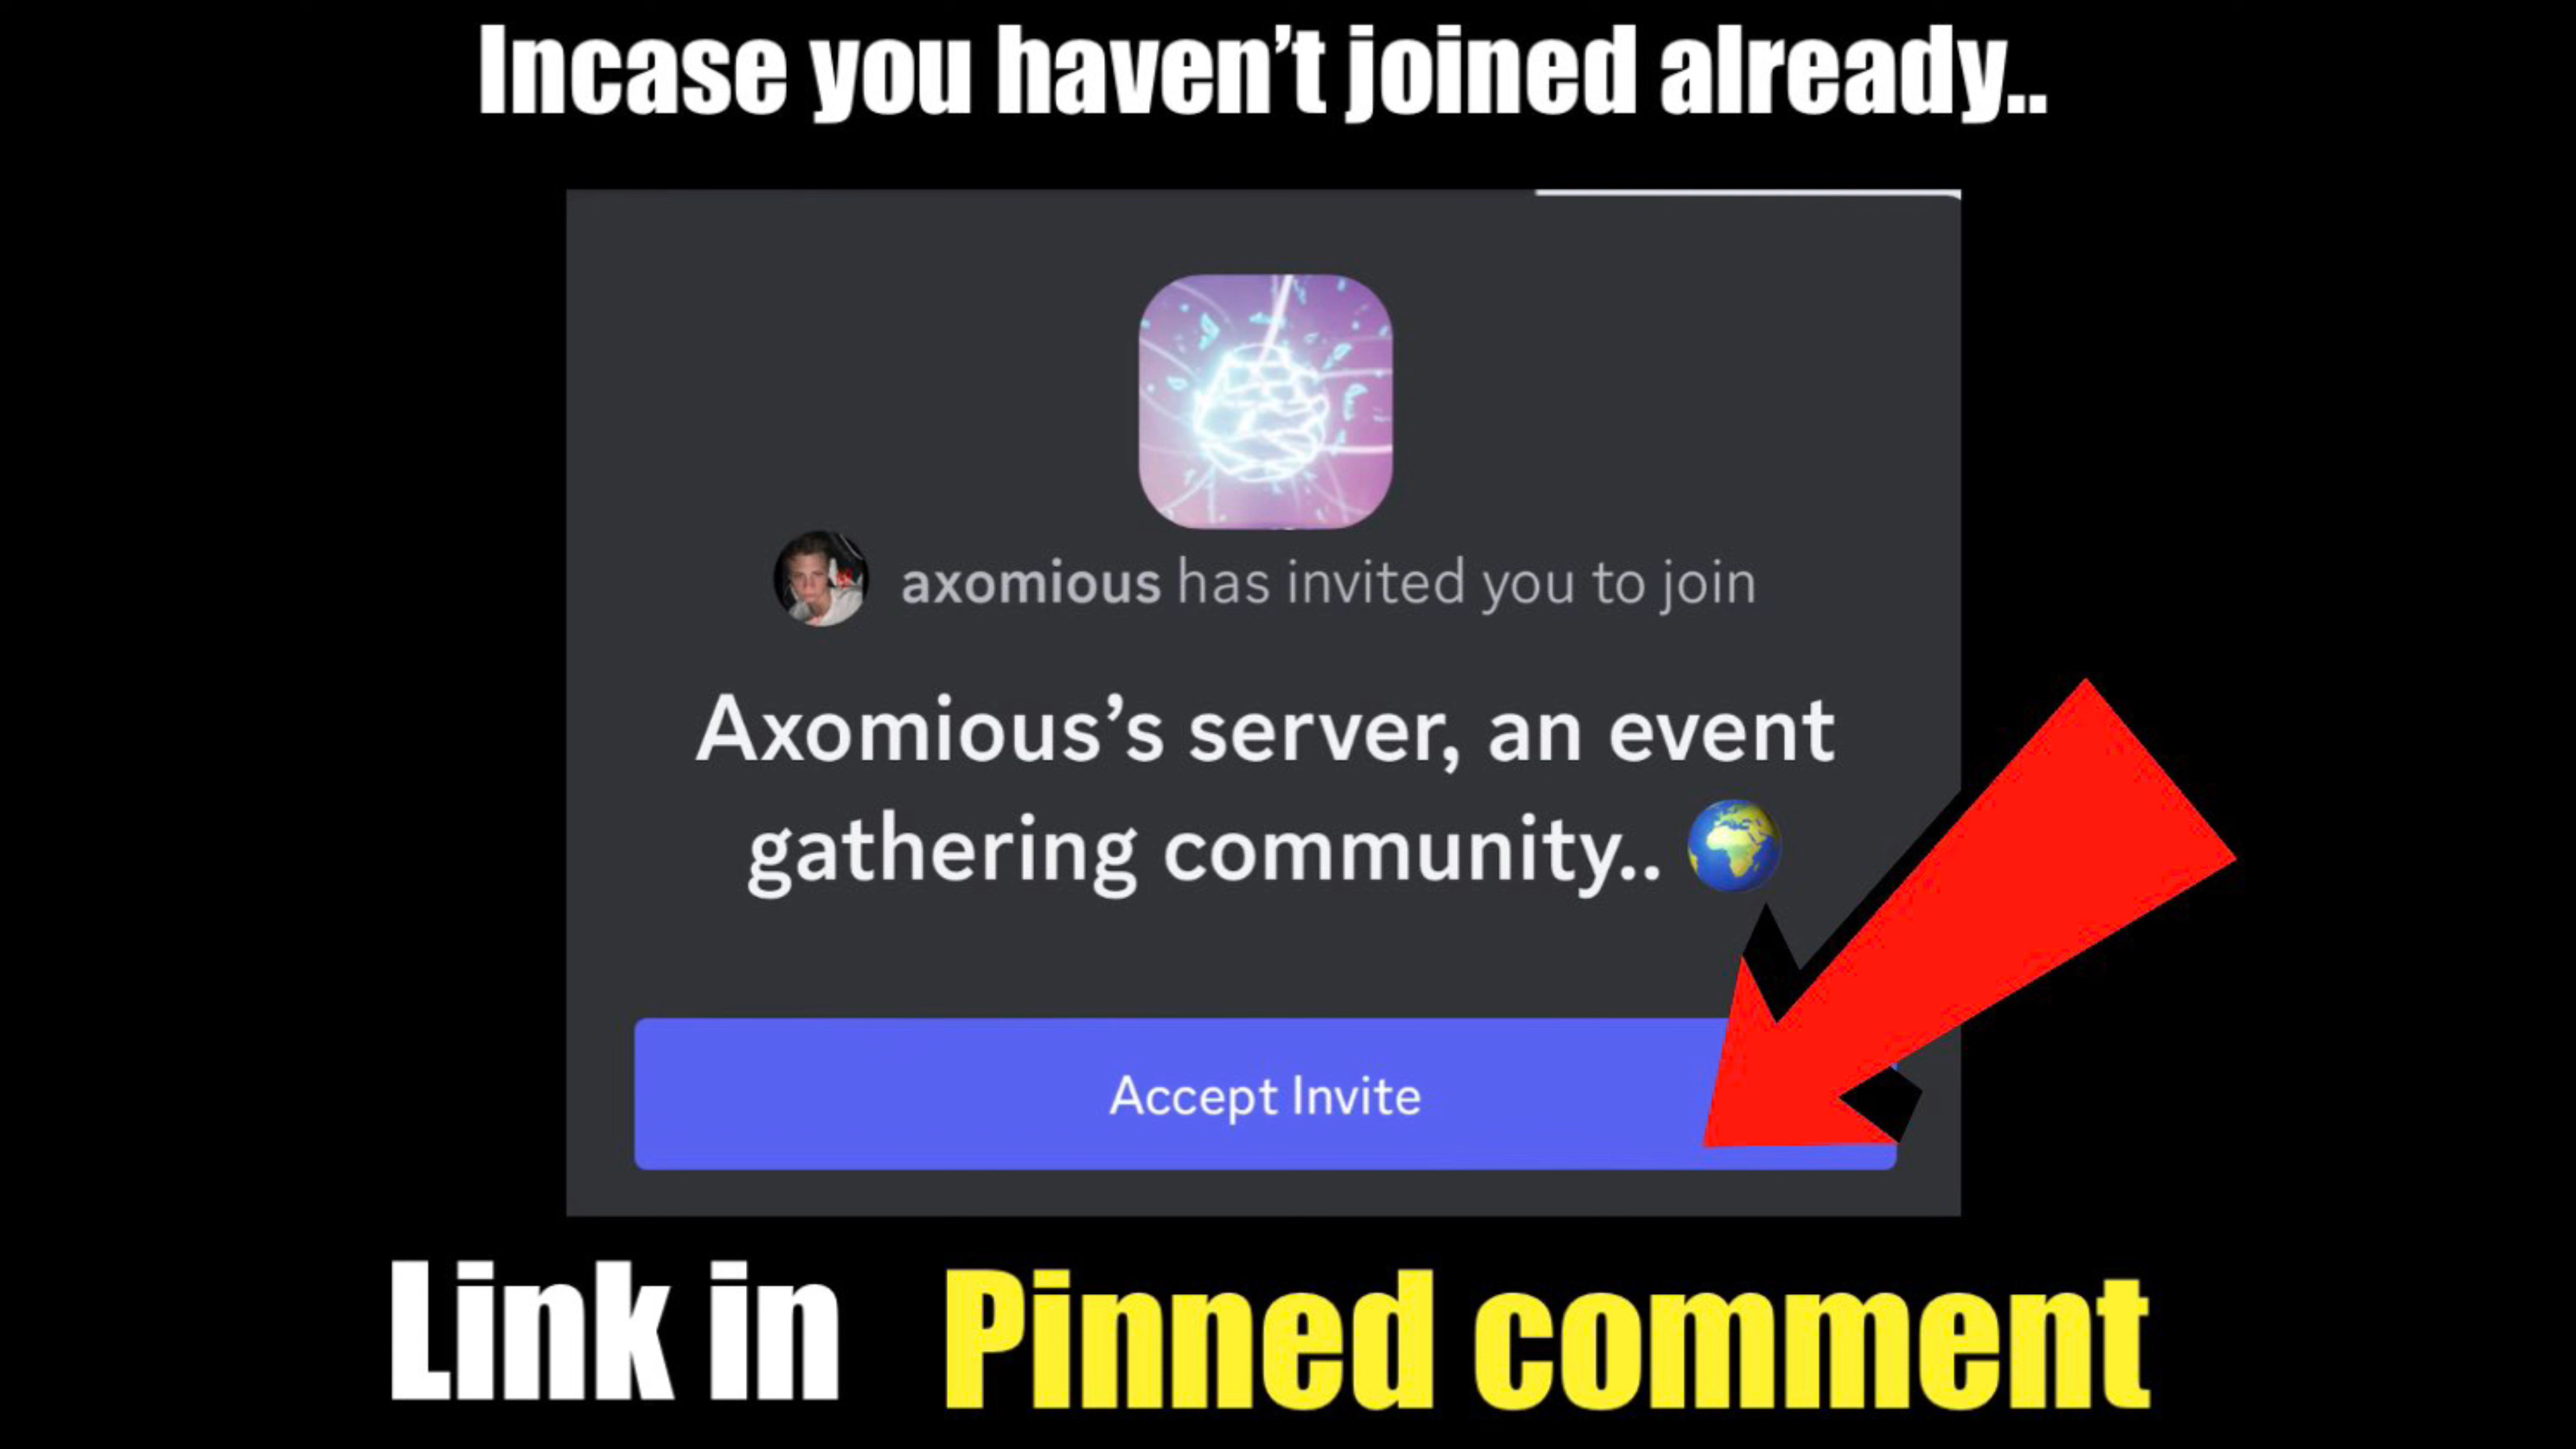 Incase you haven’t joined already..
axomious has invited you to join
Axomious’s server, an event
gathering community.. 🌍
Accept Invite
Link in Pinned comment